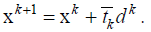 x^{k+1} = x^k + \overline{t}_k d^k .